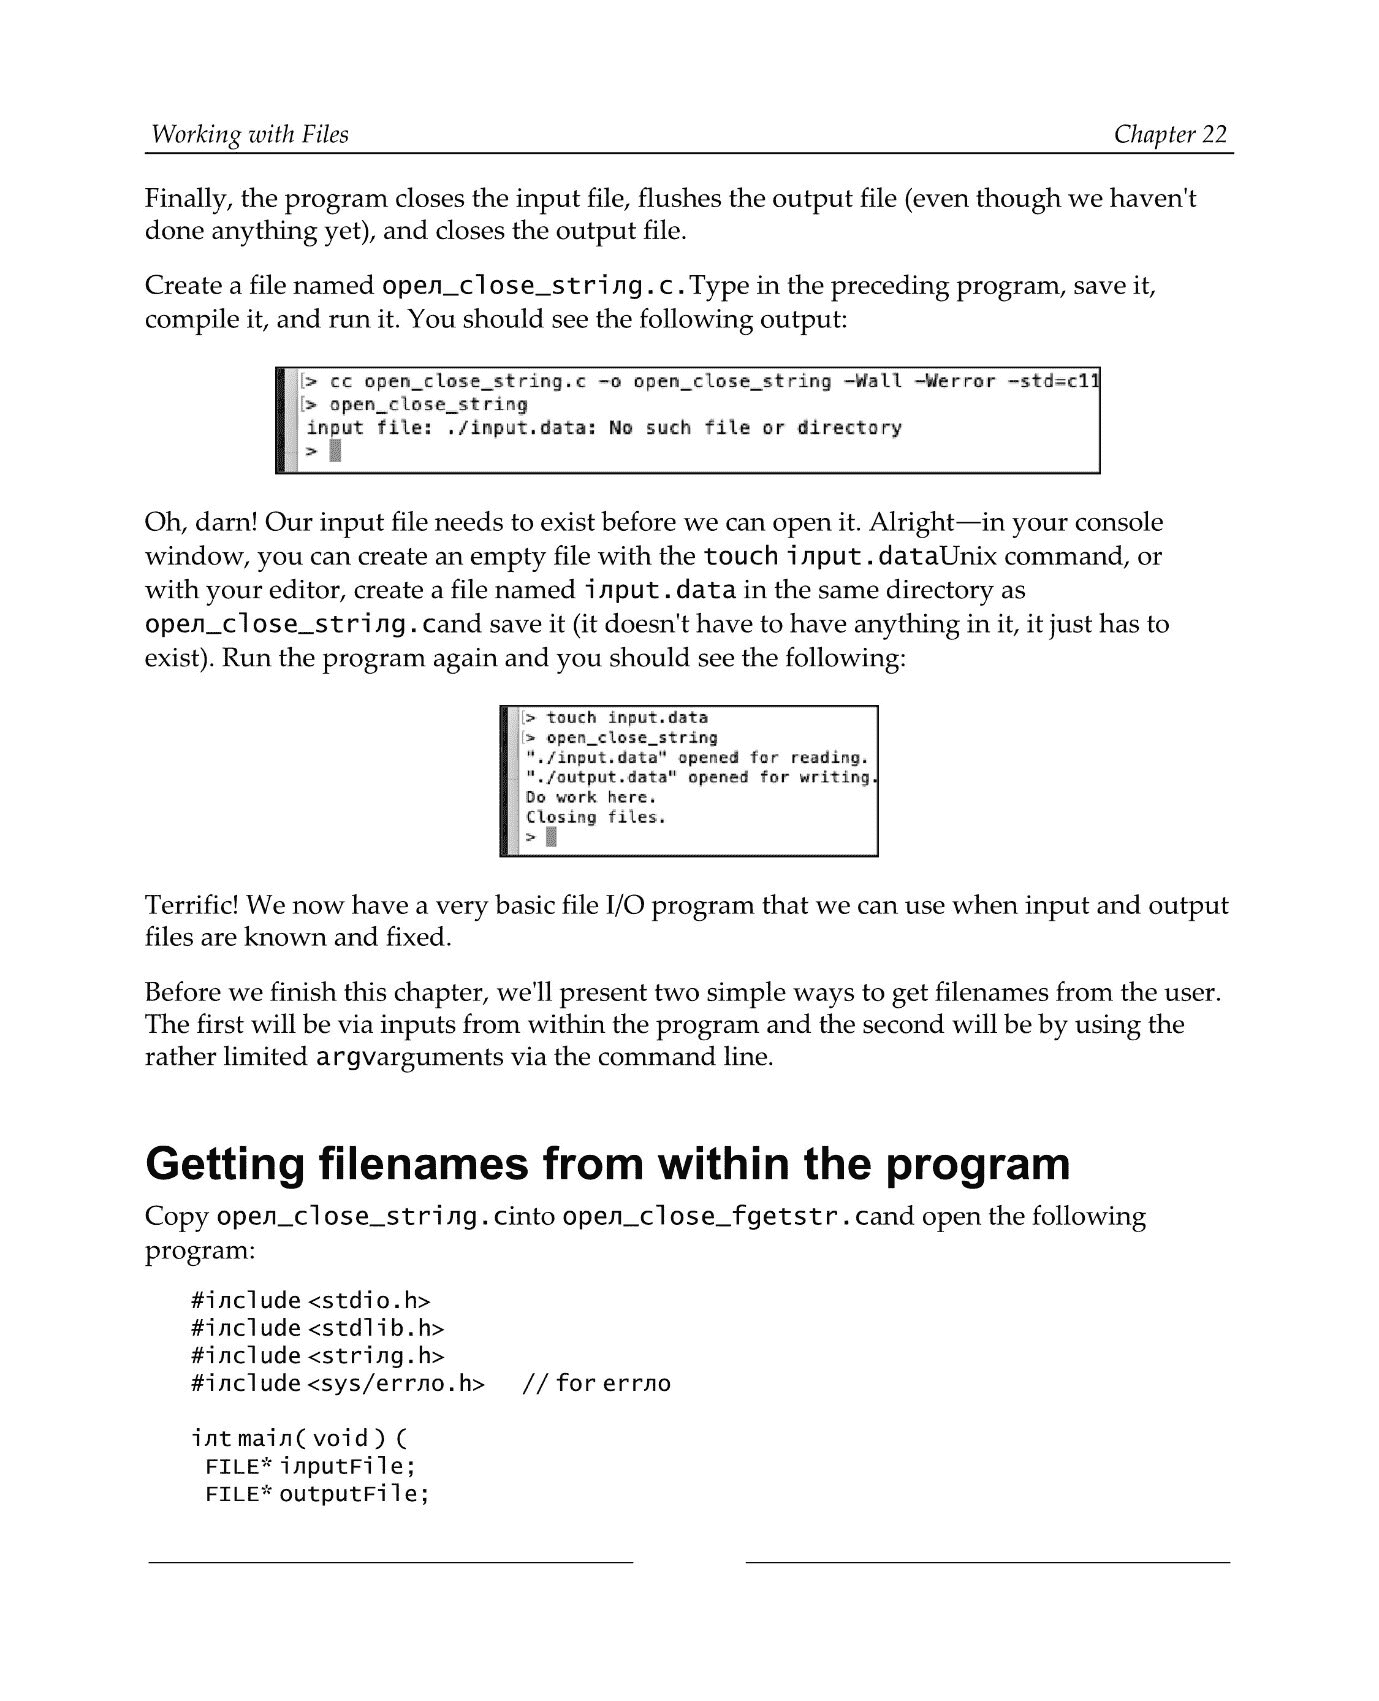 Working with Files Chapter 22
Finally, the program closes the input file, flushes the output file (even though we haven't
done anything yet), and closes the output file.
Create a file named opeл_close_striлg.c.Type in the preceding program, save it,
compile it, and run it. You should see the following output:
[> cc open_close_string.c -o open_close_string -Wall -Werror -std=c11
[> open_close_string
input file: ./input.data: No such file or directory
>
Oh, darn! Our input file needs to exist before we can open it. Alright—in your console
window, you can create an empty file with the touch iлput.dataUnix command, or
with your editor, create a file named iлput.data in the same directory as
opeл_close_striлg.cand save it (it doesn't have to have anything in it, it just has to
exist). Run the program again and you should see the following:
[> touch input.data
[> open_close_string
"./input.data" opened for reading.
"./output.data" opened for writing.
Do work here.
Closing files.
>
Terrific! We now have a very basic file I/O program that we can use when input and output
files are known and fixed.
Before we finish this chapter, we'll present two simple ways to get filenames from the user.
The first will be via inputs from within the program and the second will be by using the
rather limited argvarguments via the command line.
Getting filenames from within the program
Copy opeл_close_striлg.cinto opeл_close_fgetstr.cand open the following
program:
#iлclude <stdio.h>
#iлclude <stdlib.h>
#iлclude <striлg.h>
#iлclude <sys/errлo.h> // for errлo
iлt maiл( void ) (
FILE* iлputFile;
FILE* outputFile;